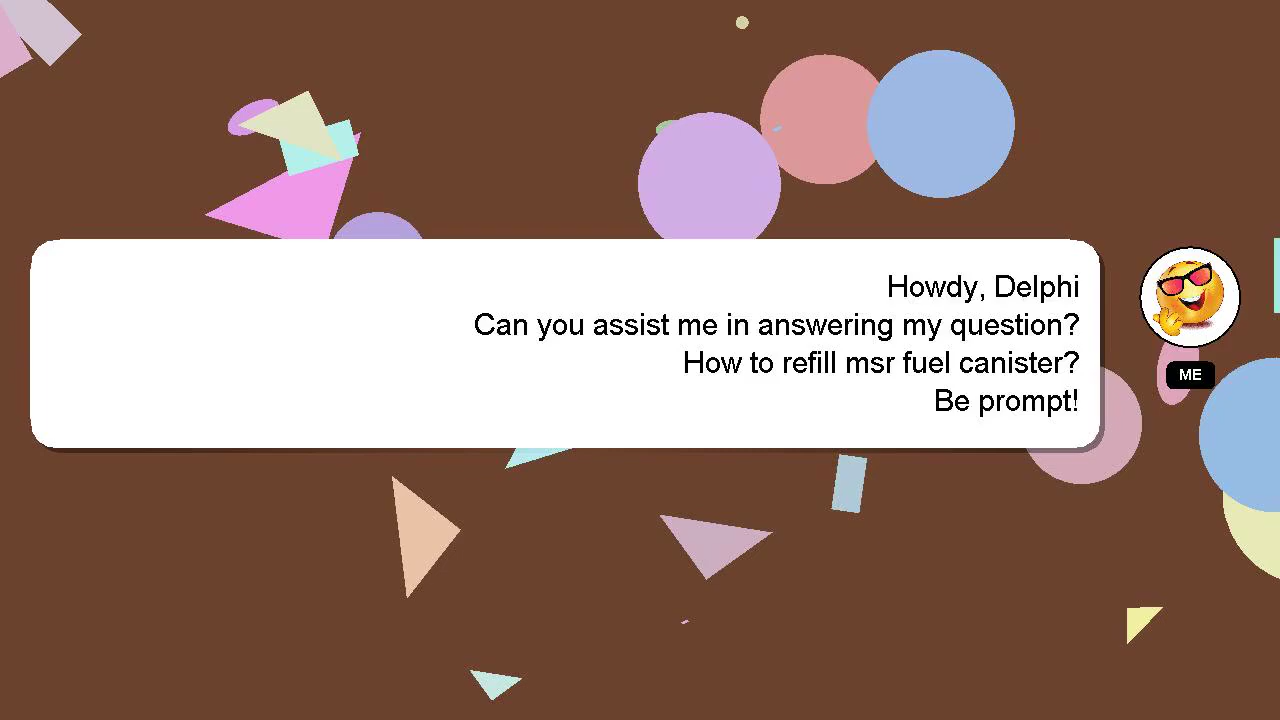 Howdy, Delphi
Can you assist me in answering my question?
How to refill msr fuel canister?
Be prompt!
ME